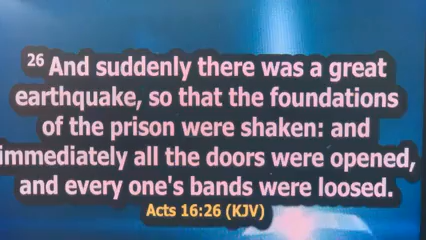 26 And suddenly there was a great
earthquake, so that the foundations
of the prison were shaken: and
immediately all the doors were opened,
and every one's bands were loosed.
Acts 16:26 (KJV)